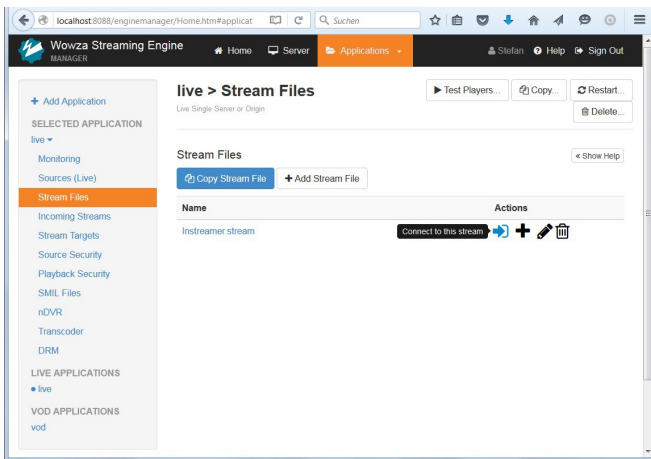 localhost:8088/enginemanager/Home.htm#applicat
Suchen
Wowza Streaming Engine
MANAGER
Home
Server
Applications
Stefan
Help
Sign Out
+ Add Application
SELECTED APPLICATION
live
Monitoring
Sources (Live)
Stream Files
Incoming Streams
Stream Targets
Source Security
Playback Security
SMIL Files
nDVR
Transcoder
DRM
LIVE APPLICATIONS
live
VOD APPLICATIONS
vod
live > Stream Files
Live Single Server or Origin
Test Players...
Copy...
Restart...
Delete...
Stream Files
« Show Help
Copy Stream File
+ Add Stream File
Name
Actions
Instreamer.stream
Connect to this stream